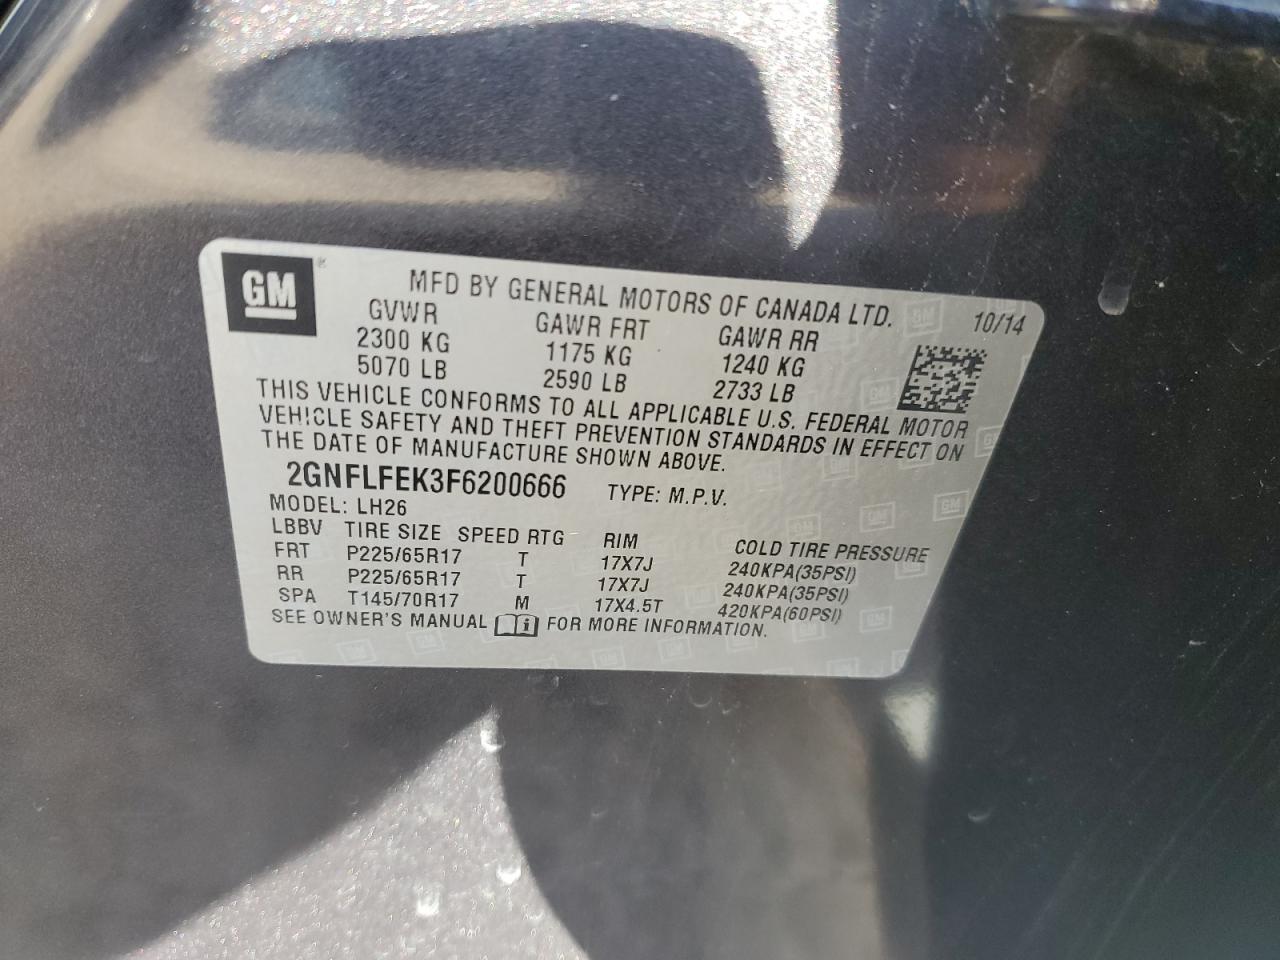 GM
MFD BY GENERAL MOTORS OF CANADA LTD.
10/14
GVWR GAWR FRT GAWR RR
2300 KG 1175 KG 1240 KG
5070 LB 2590 LB 2733 LB
THIS VEHICLE CONFORMS TO ALL APPLICABLE U.S. FEDERAL MOTOR
VEHICLE SAFETY AND THEFT PREVENTION STANDARDS IN EFFECT ON
THE DATE OF MANUFACTURE SHOWN ABOVE.
2GNFLFEK3F6200666 TYPE: M.P.V.
MODEL: LH26
LBBV TIRE SIZE SPEED RTG RIM COLD TIRE PRESSURE
FRT P225/65R17 T 17X7J 240KPA(35PSI)
RR P225/65R17 T 17X7J 240KPA(35PSI)
SPA T145/70R17 M 17X4.5T 420KPA(60PSI)
SEE OWNER'S MANUAL i FOR MORE INFORMATION.